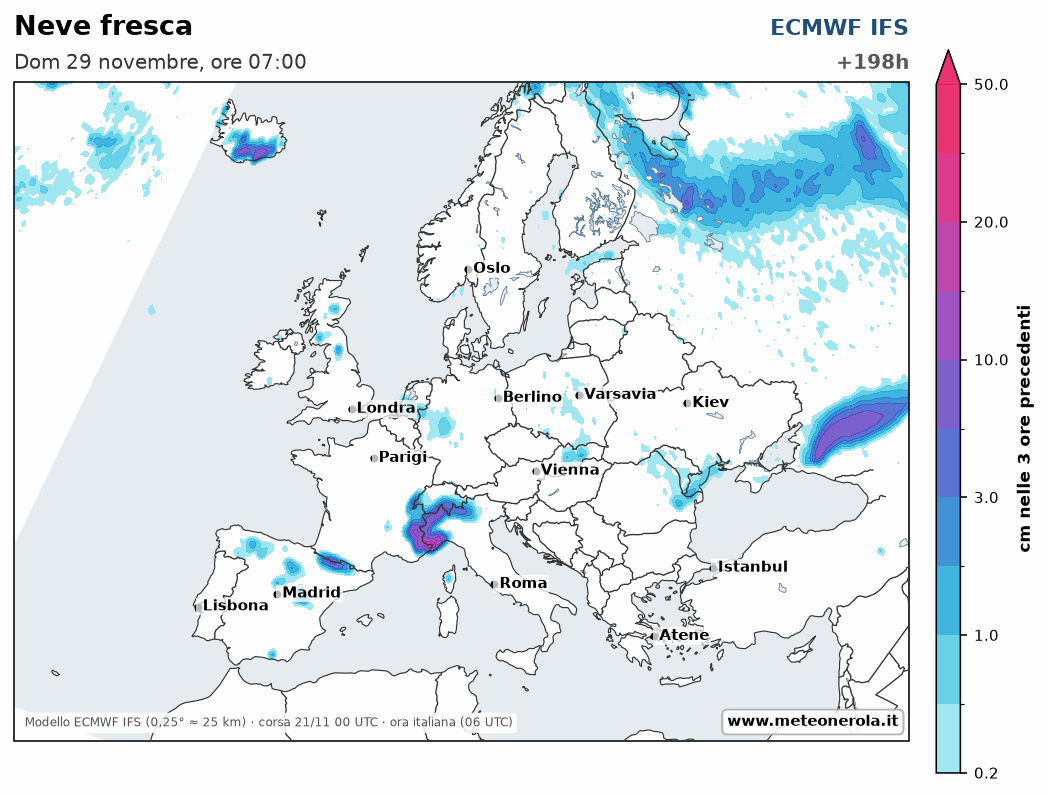 Neve fresca
ECMWF IFS
Dom 29 novembre, ore 07:00
+198h
50.0
20.0
10.0
3.0
1.0
0.2
cm nelle 3 ore precedenti
Oslo
Berlino
Varsavia
Kiev
Londra
Parigi
Vienna
Istanbul
Roma
Madrid
Lisbona
Atene
Modello ECMWF IFS (0,25° ≈ 25 km) · corsa 21/11 00 UTC · ora italiana (06 UTC)
www.meteonerola.it